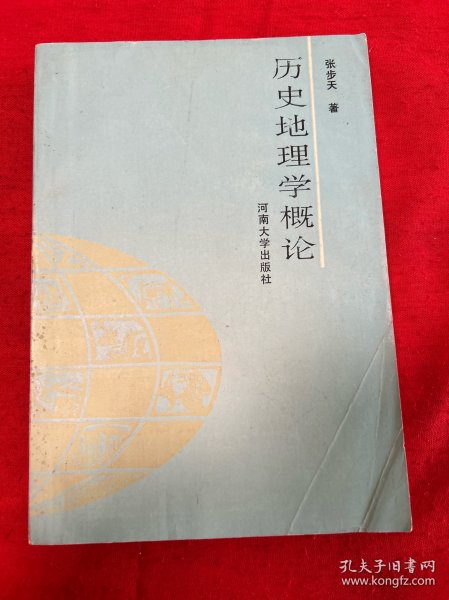 张步天 著
历史地理学概论
河南大学出版社
孔夫子旧书网
www.kongfz.com